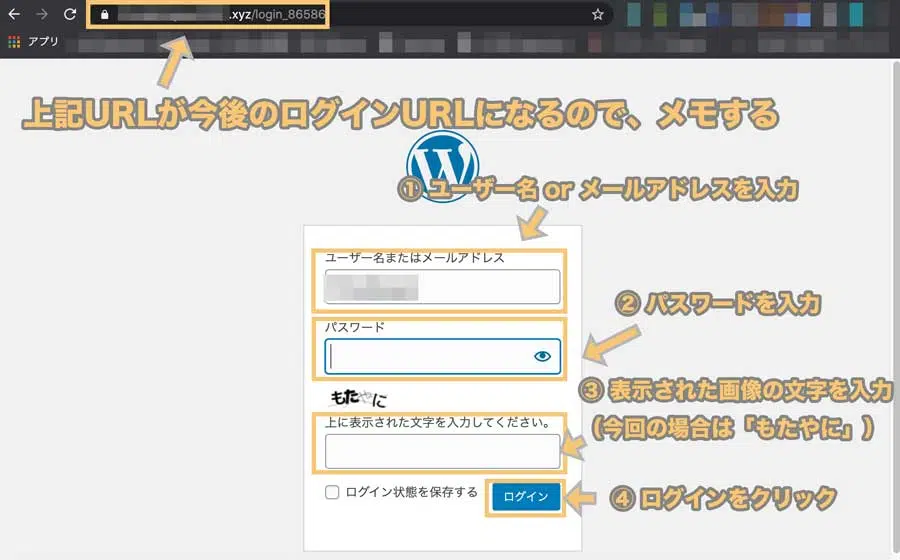 .xyz/login_86586
アプリ
上記URLが今後のログインURLになるので、メモする
① ユーザー名 or メールアドレスを入力
ユーザー名またはメールアドレス
② パスワードを入力
パスワード
③ 表示された画像の文字を入力
もたやに
上に表示された文字を入力してください。
（今回の場合は「もたやに」）
ログイン状態を保存する
ログイン
④ ログインをクリック